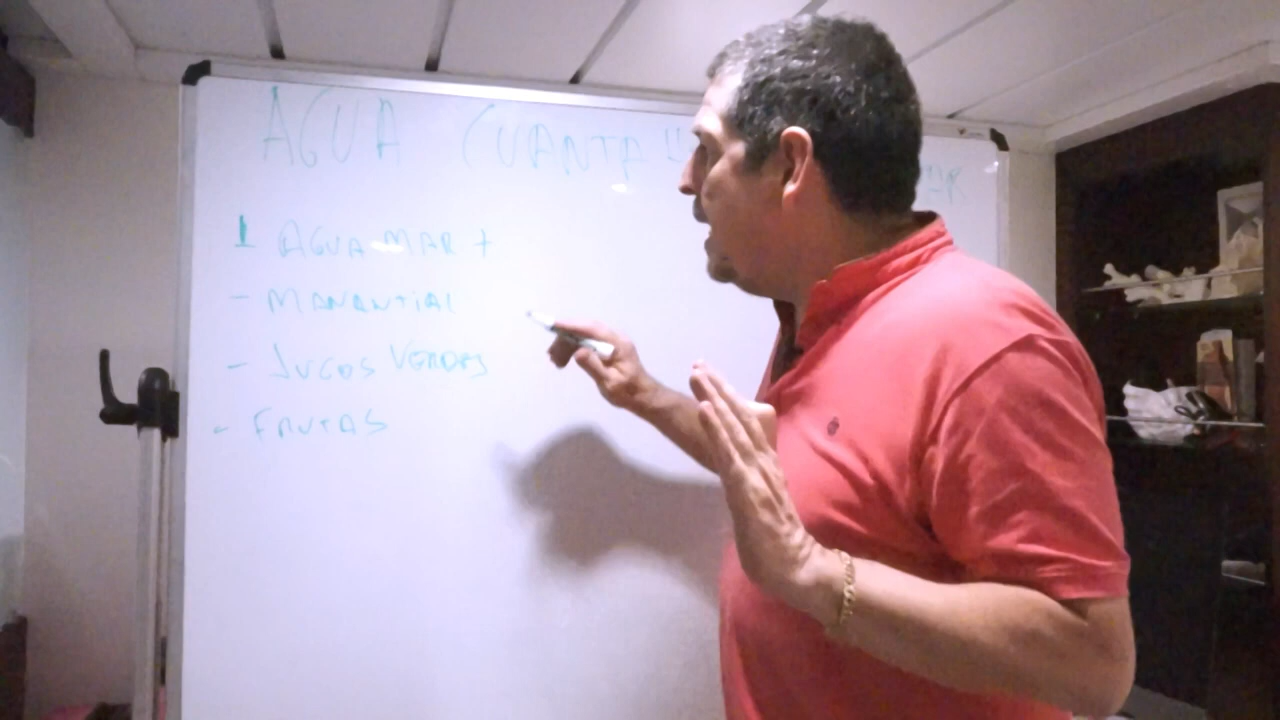 AGUA CUANTA
1 AGUA MAR +
- MANANTIAL
- JUGOS VERDES
- FRUTAS